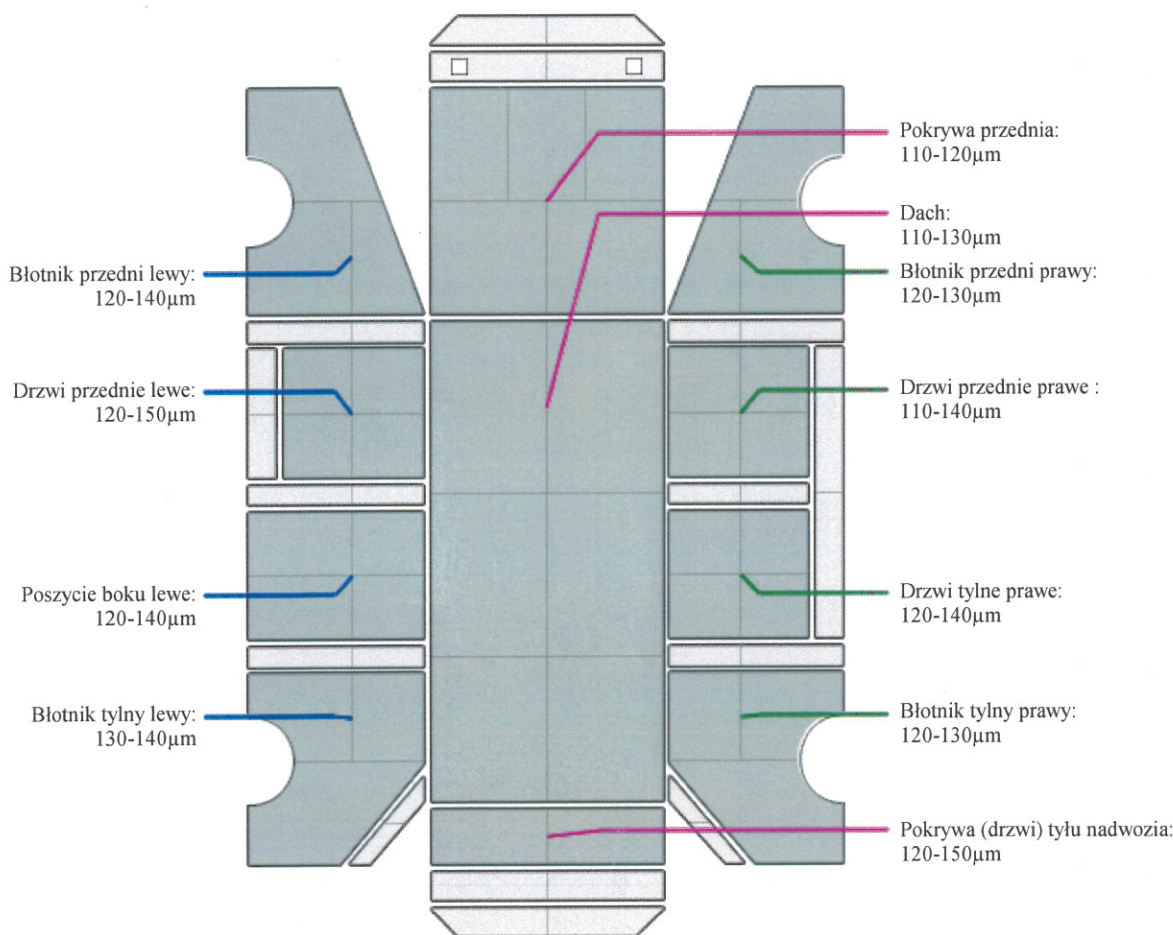 Pokrywa przednia:
110-120µm
Dach:
110-130µm
Błotnik przedni lewy:
120-140µm
Błotnik przedni prawy:
120-130µm
Drzwi przednie lewe:
120-150µm
Drzwi przednie prawe :
110-140µm
Poszycie boku lewe:
120-140µm
Drzwi tylne prawe:
120-140µm
Błotnik tylny lewy:
130-140µm
Błotnik tylny prawy:
120-130µm
Pokrywa (drzwi) tyłu nadwozia:
120-150µm